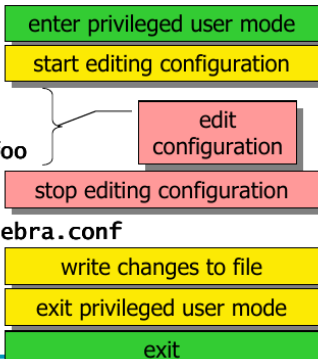 enter privileged user mode
start editing configuration
edit
configuration
oo
stop editing configuration
ebra.conf
write changes to file
exit privileged user mode
exit